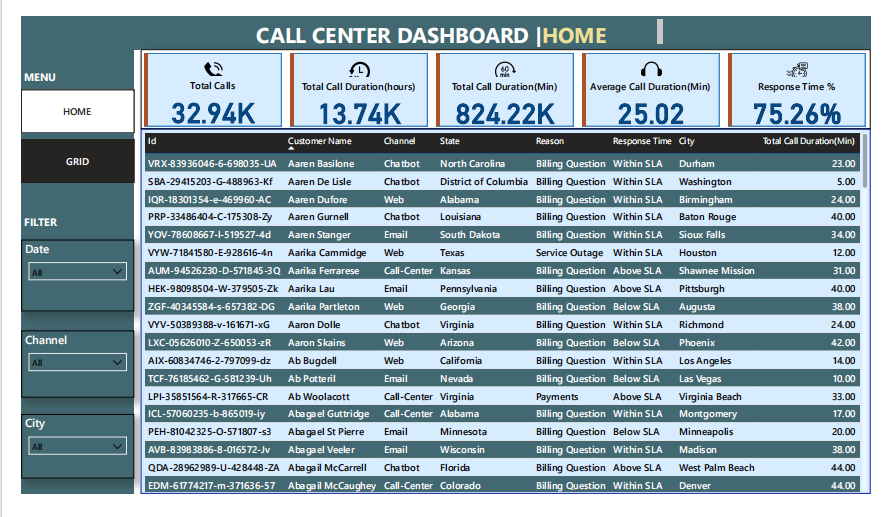 CALL CENTER DASHBOARD |HOME
MENU
HOME
GRID
FILTER
Date
All
Channel
All
City
All
Total Calls
32.94K
Total Call Duration(hours)
13.74K
60 min
Total Call Duration(Min)
824.22K
Average Call Duration(Min)
25.02
Response Time %
75.26%
Id Customer Name Channel State Reason Response Time City Total Call Duration(Min)
VRX-83936046-6-698035-UA Aaren Basilone Chatbot North Carolina Billing Question Within SLA Durham 23.00
SBA-29415203-G-488963-Kf Aaren De Lisle Chatbot District of Columbia Billing Question Within SLA Washington 5.00
IQR-18301354-e-469960-AC Aaren Dufore Web Alabama Billing Question Within SLA Birmingham 24.00
PRP-33486404-C-175308-Zy Aaren Gurnell Chatbot Louisiana Billing Question Within SLA Baton Rouge 40.00
YOV-78608667-l-519527-4d Aaren Stanger Email South Dakota Billing Question Within SLA Sioux Falls 34.00
VYW-71841580-E-928616-4n Aarika Cammidge Web Texas Service Outage Within SLA Houston 12.00
AUM-94526230-D-571845-3Q Aarika Ferrarese Call-Center Kansas Billing Question Above SLA Shawnee Mission 31.00
HEK-98098504-W-379505-Zk Aarika Lau Email Pennsylvania Billing Question Above SLA Pittsburgh 40.00
ZGF-40345584-s-657382-DG Aarika Partleton Web Georgia Billing Question Below SLA Augusta 38.00
VYV-50389388-v-161671-xG Aaron Dolle Chatbot Virginia Billing Question Within SLA Richmond 24.00
LXC-05626010-Z-650053-zR Aaron Skains Web Arizona Billing Question Below SLA Phoenix 42.00
AIX-60834746-2-797099-dz Ab Bugdell Web California Billing Question Within SLA Los Angeles 14.00
TCF-76185462-G-581239-Uh Ab Potteril Email Nevada Billing Question Below SLA Las Vegas 10.00
LPI-35851564-R-317665-CR Ab Woolacott Call-Center Virginia Payments Above SLA Virginia Beach 33.00
ICL-57060235-b-865019-iy Abagael Guttridge Call-Center Alabama Billing Question Within SLA Montgomery 17.00
PEH-81042325-O-571807-s3 Abagael St Pierre Email Minnesota Billing Question Below SLA Minneapolis 20.00
AVB-83983886-8-016572-Jv Abagael Veeler Email Wisconsin Billing Question Within SLA Madison 38.00
QDA-28962989-U-428448-ZA Abagail McCarrell Chatbot Florida Billing Question Above SLA West Palm Beach 44.00
EDM-61774217-m-371636-57 Abagail McCaughey Call-Center Colorado Billing Question Within SLA Denver 44.00